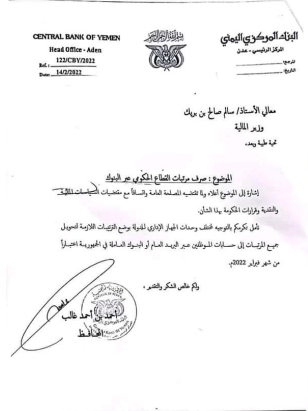 CENTRAL BANK OF YEMEN
Head Office - Aden
Ref. : 122/CBY/2022
Date: 14/2/2022
البنك المركزي اليمني
المركز الرئيسي - عدن
المرجع :
التاريخ :
معالي الأستاذ/ سالم صالح بن بريك
وزير المالية
تحية طيبة وبعد،
الموضوع : صرف مرتبات القطاع الحكومي عبر البنوك
إشارة إلى الموضوع أعلاه ولما تقتضيه المصلحة العامة واتساقاً مع مقتضيات السياسات المالية
والنقدية وقرارات الحكومة بهذا الشأن.
نأمل تكرمكم بالتوجيه لمختلف وحدات الجهاز الإداري للدولة بوضع الترتيبات اللازمة لتحويل
جميع المرتبات إلى حسابات الموظفين عبر البريد العام أو البنوك العاملة في الجمهورية اعتباراً
من شهر فبراير 2022م.
ولكم خالص الشكر والتقدير ،
أحمد بن أحمد غالب
المحافظ